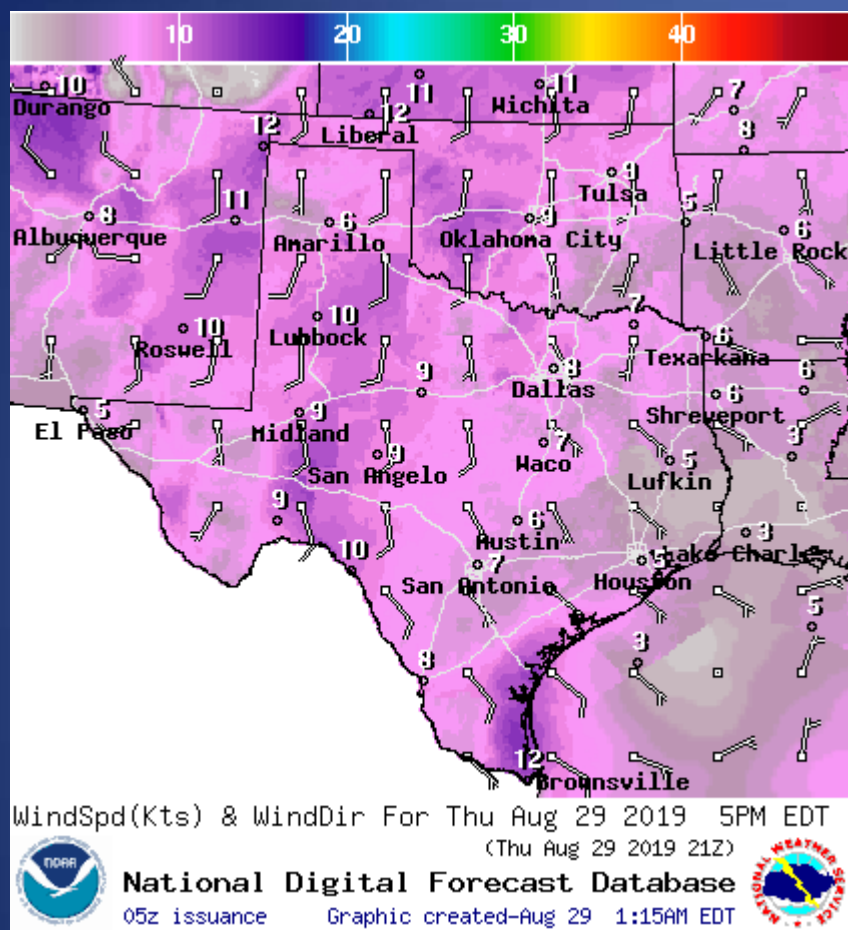 10 20 30 40
10 11 11 7
Durango 12 Liberal Wichita 8
12
9
Tulsa
8 11 6 9 5 6
Albuquerque Amarillo Oklahoma City Little Rock
10 10 7
Roswell Lubbock 6
Texarkana
9 8 6 6
Dallas
5 9 Shreveport
El Paso Midland 9 7 3
San Angelo Waco 5
Lufkin
9 6 3
Austin Lake Charles
10 7 5
San Antonio Houston
5
3
8
12
Brownsville
WindSpd(Kts) & WindDir For Thu Aug 29 2019 5PM EDT
(Thu Aug 29 2019 21Z)
National Digital Forecast Database
05z issuance Graphic created-Aug 29 1:15AM EDT
NOAA
NATIONAL WEATHER SERVICE